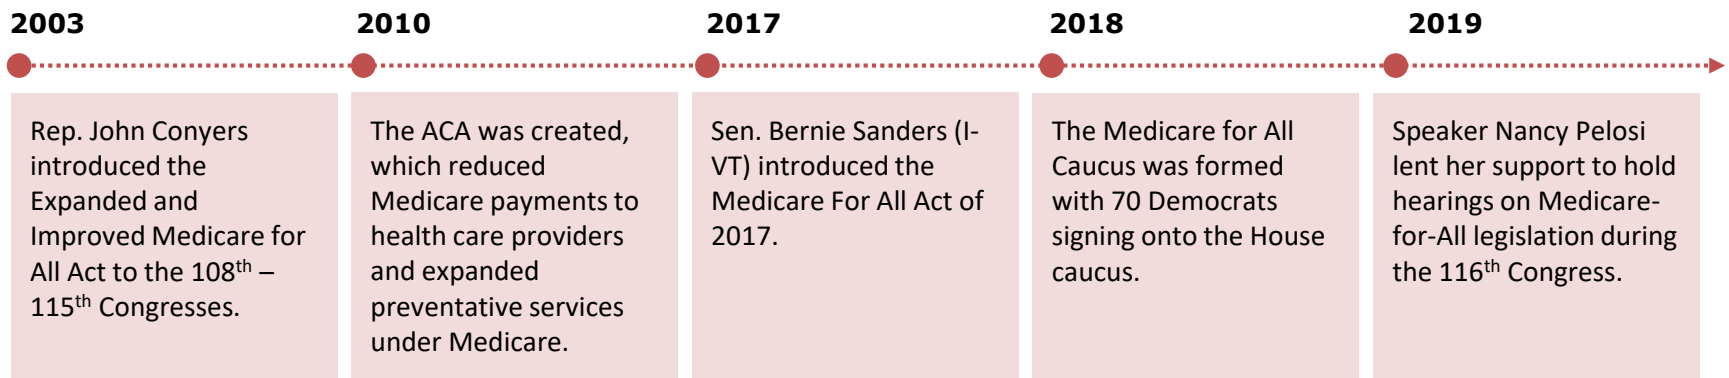 2003
Rep. John Conyers
introduced the
Expanded and
Improved Medicare for
All Act to the 108th –
115th Congresses.
2010
The ACA was created,
which reduced
Medicare payments to
health care providers
and expanded
preventative services
under Medicare.
2017
Sen. Bernie Sanders (I-
VT) introduced the
Medicare For All Act of
2017.
2018
The Medicare for All
Caucus was formed
with 70 Democrats
signing onto the House
caucus.
2019
Speaker Nancy Pelosi
lent her support to hold
hearings on Medicare-
for-All legislation during
the 116th Congress.